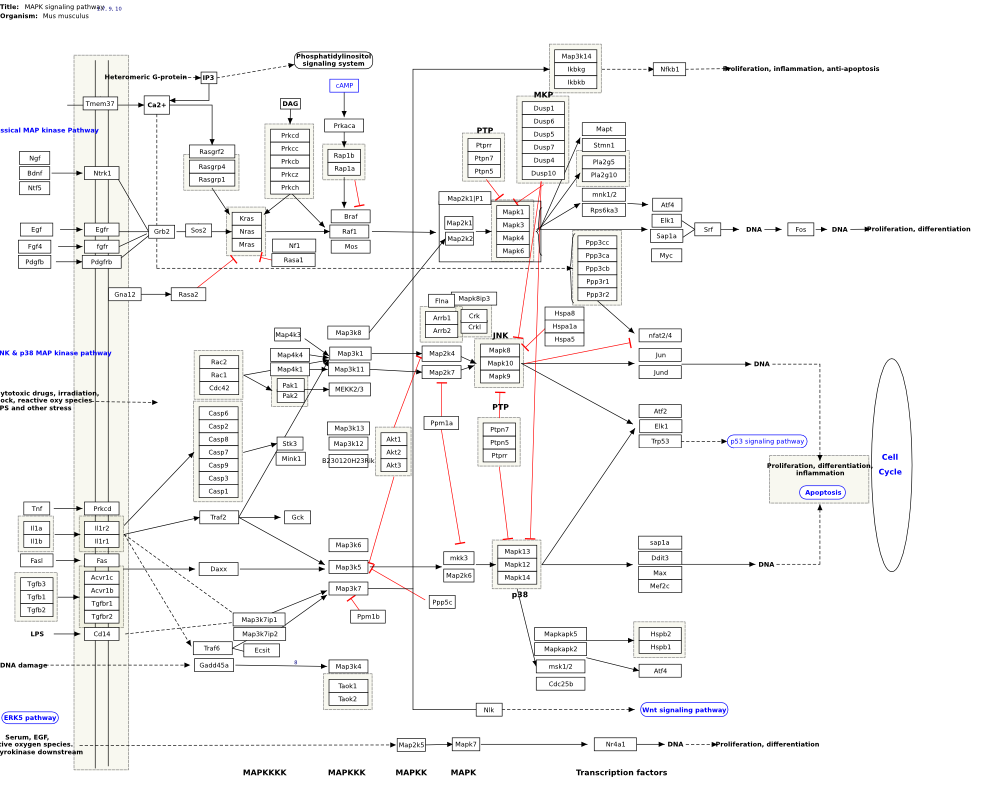 Title: MAPK signaling pathway
Organism: Mus musculus
Heteromeric G-protein
IP3
Phosphatidylinositol
signaling system
cAMP
Map3k14
Ikbkg
Ikbkb
Nfkb1
Proliferation, inflammation, anti-apoptosis
Tmem37
Ca2+
DAG
Prkaca
MKP
Dusp1
Dusp6
Dusp5
Dusp7
Dusp4
Dusp10
ssical MAP kinase Pathway
Ngf
Bdnf
Ntf5
Ntrk1
Rasgrf2
Rasgrp4
Rasgrp1
Prkcd
Prkcc
Prkcb
Prkcz
Prkch
Rap1b
Rap1a
PTP
Ptprr
Ptpn7
Ptpn5
Mapt
Stmn1
Pla2g5
Pla2g10
mnk1/2
Rps6ka3
Atf4
Elk1
Sap1a
Myc
Srf
DNA
Fos
DNA
Proliferation, differentiation
Egf
Fgf4
Pdgfb
Egfr
fgfr
Pdgfrb
Grb2
Sos2
Kras
Nras
Mras
Nf1
Rasa1
Braf
Raf1
Mos
Map2k1|P1
Map2k1
Map2k2
Mapk1
Mapk3
Mapk4
Mapk6
Ppp3cc
Ppp3ca
Ppp3cb
Ppp3r1
Ppp3r2
Gna12
Rasa2
Flna
Mapk8ip3
Arrb1
Arrb2
Crk
Crkl
Hspa8
Hspa1a
Hspa5
nfat2/4
Jun
Jund
DNA
NK & p38 MAP kinase pathway
ytotoxic drugs, irradiation,
ock, reactive oxy species
PS and other stress
Rac2
Rac1
Cdc42
Map4k3
Map4k4
Map4k1
Pak1
Pak2
Map3k8
Map3k1
Map3k11
MEKK2/3
Map2k4
Map2k7
JNK
Mapk8
Mapk10
Mapk9
PTP
Ptpn7
Ptpn5
Ptprr
Ppm1a
Atf2
Elk1
Trp53
p53 signaling pathway
Cell
Cycle
Proliferation, differentiation,
inflammation
Apoptosis
Casp6
Casp2
Casp8
Casp7
Casp9
Casp3
Casp1
Stk3
Mink1
Map3k13
Map3k12
B230120H23Rik
Akt1
Akt2
Akt3
Tnf
Il1a
Il1b
Fasl
Tgfb3
Tgfb1
Tgfb2
LPS
Prkcd
Il1r2
Il1r1
Fas
Acvr1c
Acvr1b
Tgfbr1
Tgfbr2
Cd14
Traf2
Gck
Daxx
Map3k6
Map3k5
Map3k7
Ppm1b
Ppp5c
mkk3
Map2k6
Mapk13
Mapk12
Mapk14
p38
sap1a
Ddit3
Max
Mef2c
DNA
Map3k7ip1
Map3k7ip2
Traf6
Ecsit
DNA damage
Gadd45a
8
Map3k4
Taok1
Taok2
Mapkapk5
Mapkapk2
msk1/2
Cdc25b
Hspb2
Hspb1
Atf4
Nlk
Wnt signaling pathway
ERK5 pathway
Serum, EGF,
tive oxygen species.
yrokinase downstream
Map2k5
Mapk7
Nr4a1
DNA
Proliferation, differentiation
MAPKKKK
MAPKKK
MAPKK
MAPK
Transcription factors